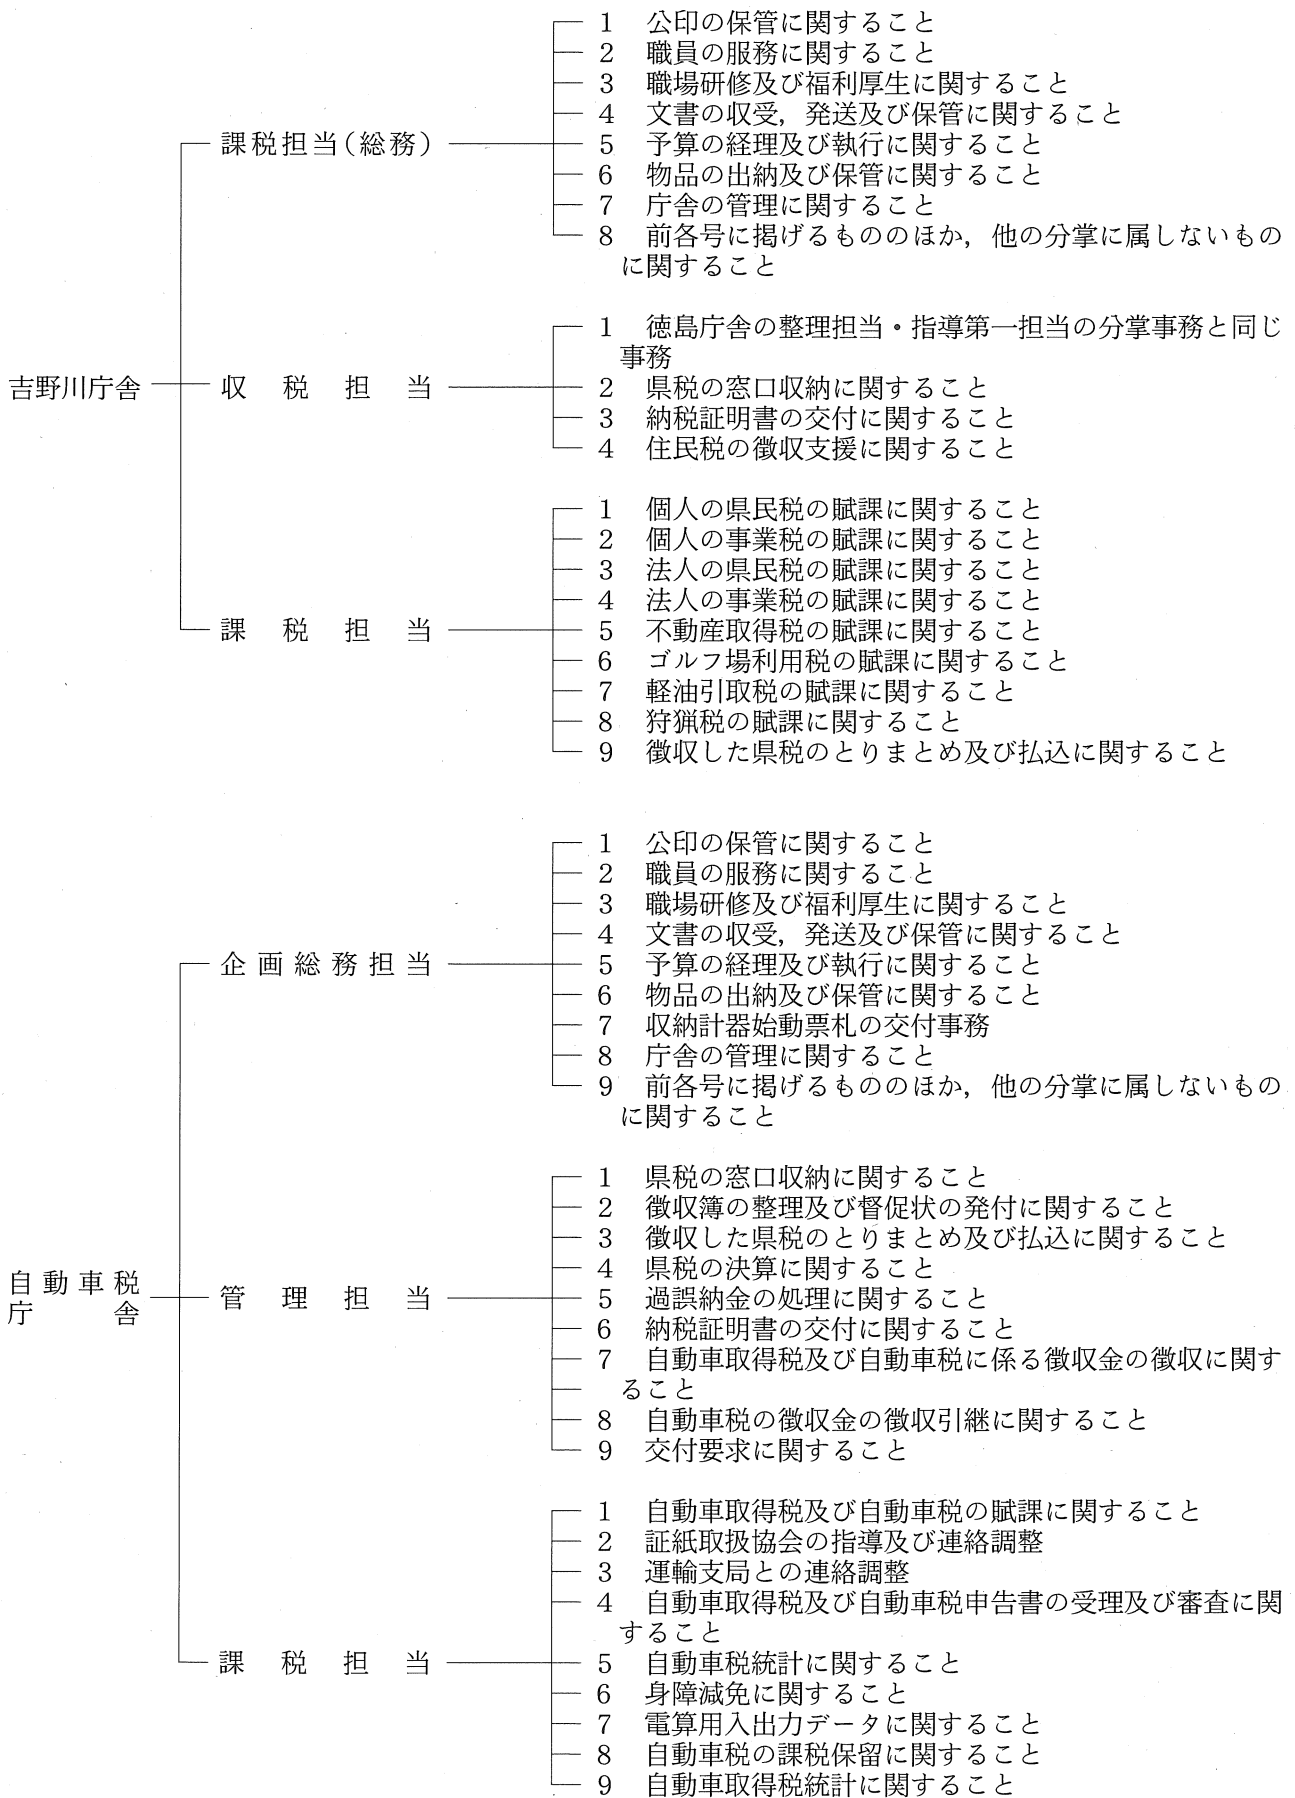 吉野川庁舎
課税担当(総務)
1 公印の保管に関すること
2 職員の服務に関すること
3 職場研修及び福利厚生に関すること
4 文書の収受，発送及び保管に関すること
5 予算の経理及び執行に関すること
6 物品の出納及び保管に関すること
7 庁舎の管理に関すること
8 前各号に掲げるもののほか，他の分掌に属しないもの
に関すること
収税担当
1 徳島庁舎の整理担当・指導第一担当の分掌事務と同じ
事務
2 県税の窓口収納に関すること
3 納税証明書の交付に関すること
4 住民税の徴収支援に関すること
課税担当
1 個人の県民税の賦課に関すること
2 個人の事業税の賦課に関すること
3 法人の県民税の賦課に関すること
4 法人の事業税の賦課に関すること
5 不動産取得税の賦課に関すること
6 ゴルフ場利用税の賦課に関すること
7 軽油引取税の賦課に関すること
8 狩猟税の賦課に関すること
9 徴収した県税のとりまとめ及び払込に関すること
自動車税
庁舎
企画総務担当
1 公印の保管に関すること
2 職員の服務に関すること
3 職場研修及び福利厚生に関すること
4 文書の収受，発送及び保管に関すること
5 予算の経理及び執行に関すること
6 物品の出納及び保管に関すること
7 収納計器始動票札の交付事務
8 庁舎の管理に関すること
9 前各号に掲げるもののほか，他の分掌に属しないもの
に関すること
管理担当
1 県税の窓口収納に関すること
2 徴収簿の整理及び督促状の発付に関すること
3 徴収した県税のとりまとめ及び払込に関すること
4 県税の決算に関すること
5 過誤納金の処理に関すること
6 納税証明書の交付に関すること
7 自動車取得税及び自動車税に係る徴収金の徴収に関す
ること
8 自動車税の徴収金の徴収引継に関すること
9 交付要求に関すること
課税担当
1 自動車取得税及び自動車税の賦課に関すること
2 証紙取扱協会の指導及び連絡調整
3 運輸支局との連絡調整
4 自動車取得税及び自動車税申告書の受理及び審査に関
すること
5 自動車税統計に関すること
6 身障減免に関すること
7 電算用入出力データに関すること
8 自動車税の課税保留に関すること
9 自動車取得税統計に関すること